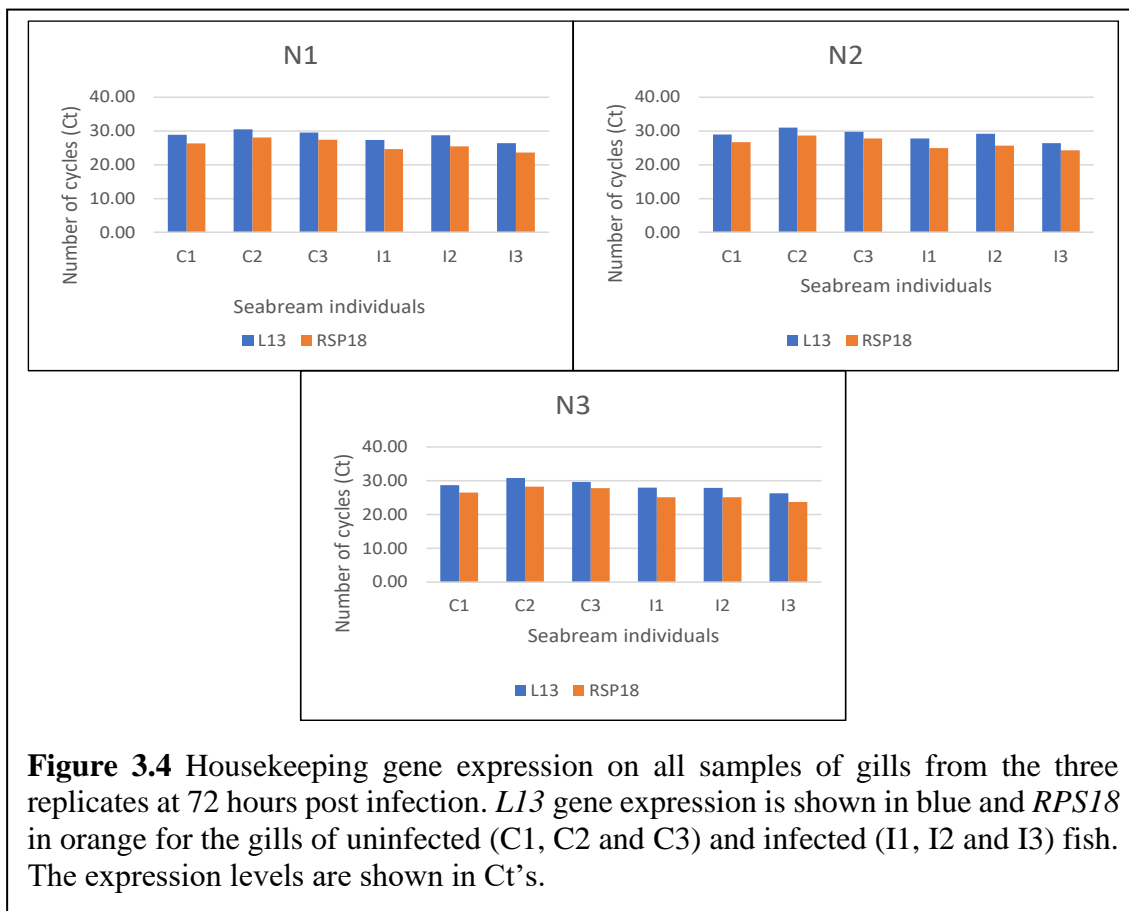 N1
40.00
30.00
20.00
10.00
0.00
Number of cycles (Ct)
C1 C2 C3 I1 I2 I3
Seabream individuals
L13 RSP18
N2
40.00
30.00
20.00
10.00
0.00
Number of cycles (Ct)
C1 C2 C3 I1 I2 I3
Seabream individuals
L13 RSP18
N3
40.00
30.00
20.00
10.00
0.00
Number of cycles (Ct)
C1 C2 C3 I1 I2 I3
Seabream individuals
L13 RSP18
Figure 3.4 Housekeeping gene expression on all samples of gills from the three
replicates at 72 hours post infection. L13 gene expression is shown in blue and RPS18
in orange for the gills of uninfected (C1, C2 and C3) and infected (I1, I2 and I3) fish.
The expression levels are shown in Ct’s.